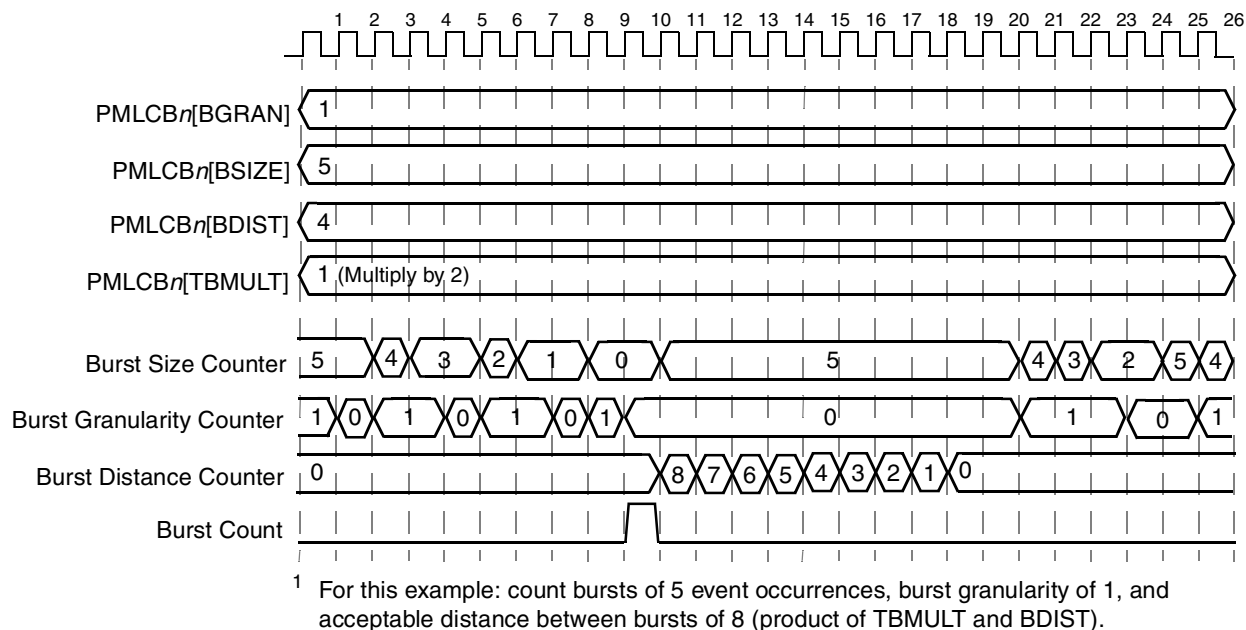 1 2 3 4 5 6 7 8 9 10 11 12 13 14 15 16 17 18 19 20 21 22 23 24 25 26
PMLCBn[BGRAN] 1
PMLCBn[BSIZE] 5
PMLCBn[BDIST] 4
PMLCBn[TBMULT] 1 (Multiply by 2)
Burst Size Counter 5 4 3 2 1 0 5 4 3 2 5 4
Burst Granularity Counter 1 0 1 0 1 0 1 0 1 0 1
Burst Distance Counter 0 8 7 6 5 4 3 2 1 0
Burst Count
1 For this example: count bursts of 5 event occurrences, burst granularity of 1, and
acceptable distance between bursts of 8 (product of TBMULT and BDIST).